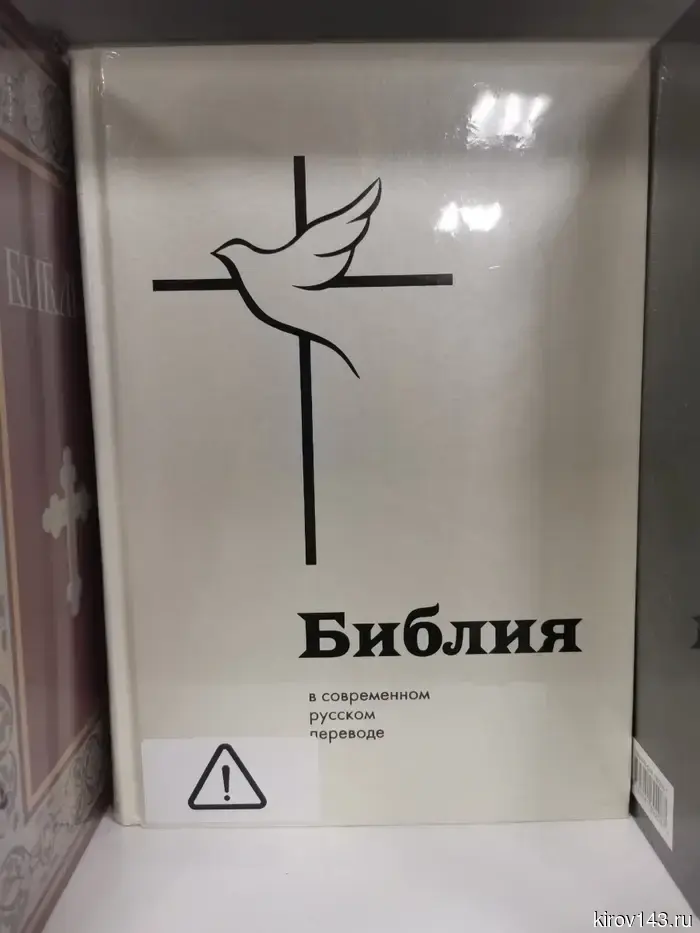 Библия
в современном
русском
переводе
!
kirov143.ru